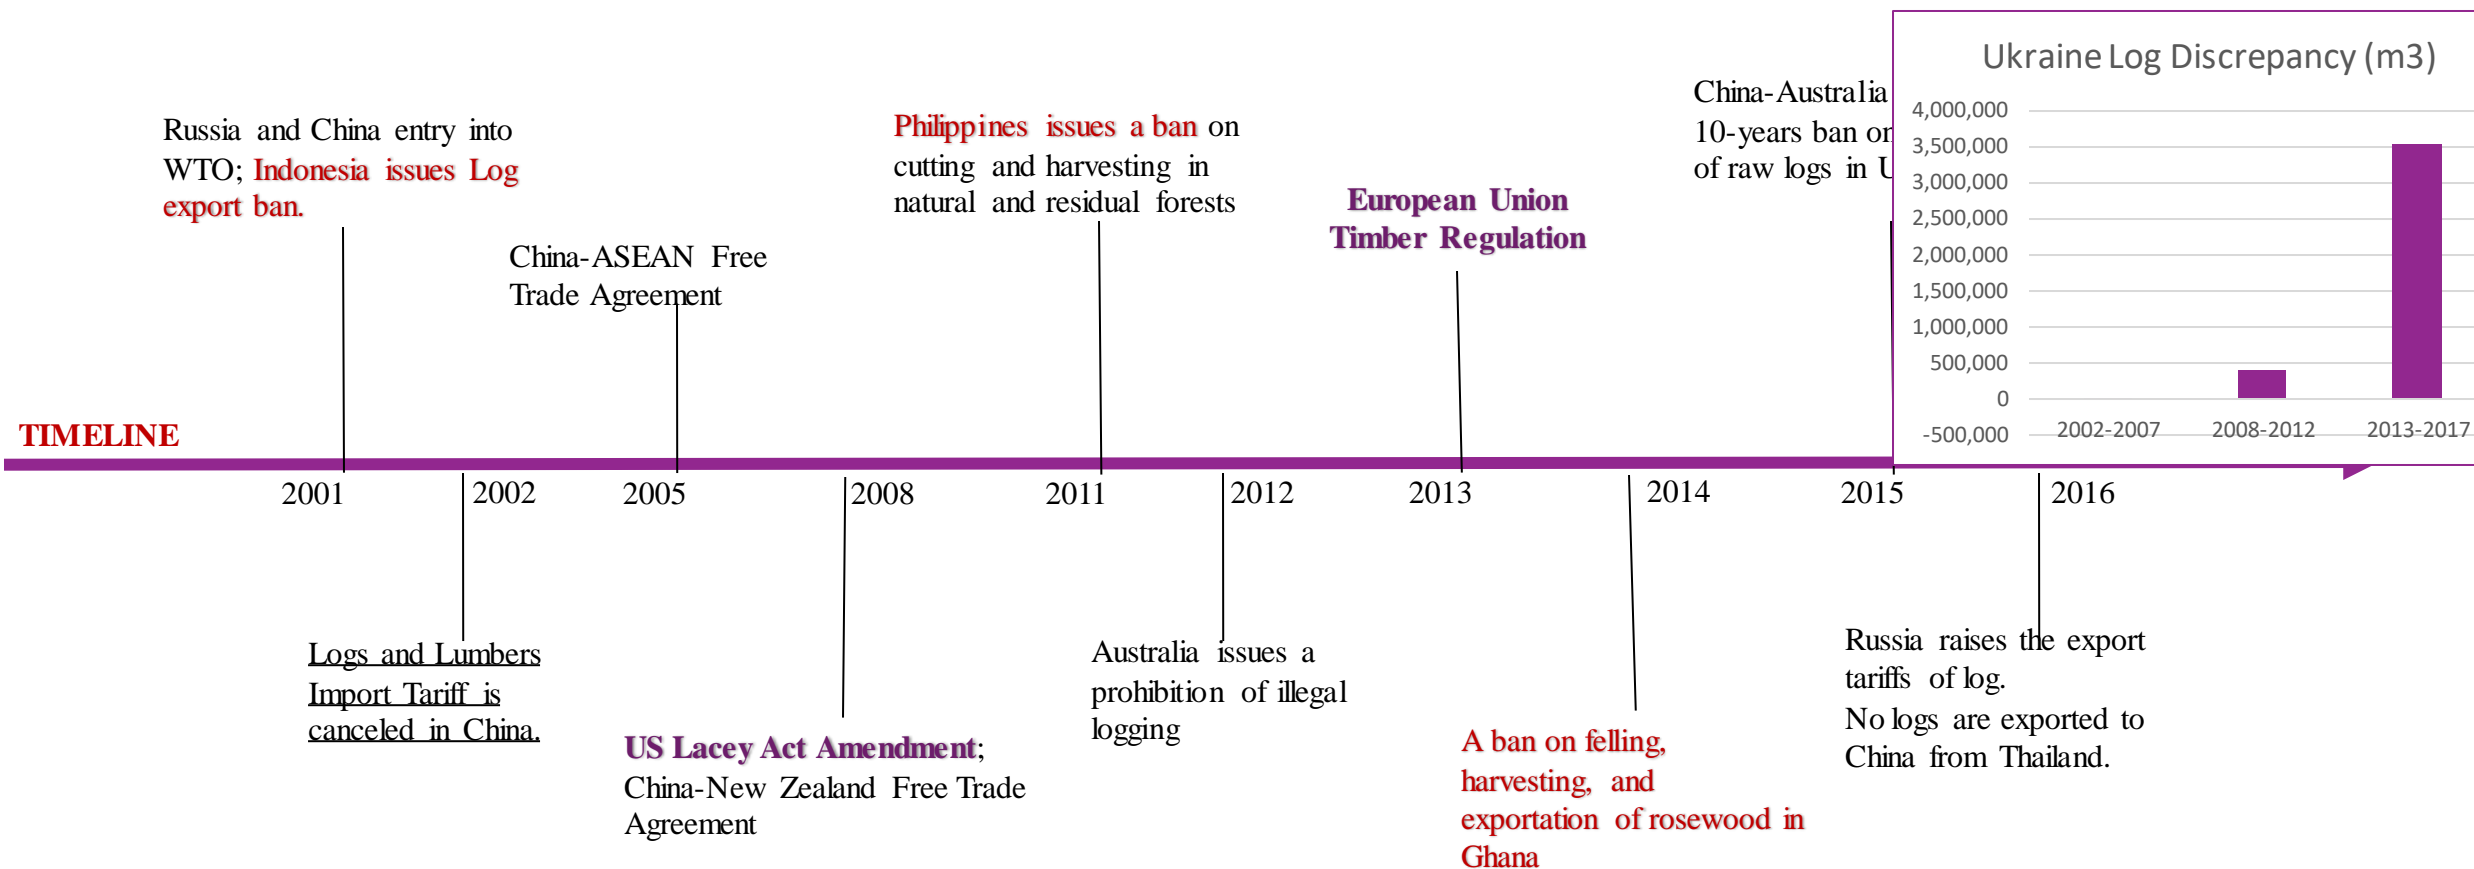 Ukraine Log Discrepancy (m3)
4,000,000
3,500,000
3,000,000
2,500,000
2,000,000
1,500,000
1,000,000
500,000
0
-500,000
2002-2007 2008-2012 2013-2017
Russia and China entry into
WTO; Indonesia issues Log
export ban.
China-ASEAN Free
Trade Agreement
Philippines issues a ban on
cutting and harvesting in
natural and residual forests
European Union
Timber Regulation
China-Australia
10-years ban on
of raw logs in
TIMELINE
2001 2002 2005 2008 2011 2012 2013 2014 2015 2016
Logs and Lumbers
Import Tariff is
canceled in China.
US Lacey Act Amendment;
China-New Zealand Free Trade
Agreement
Australia issues a
prohibition of illegal
logging
A ban on felling,
harvesting, and
exportation of rosewood in
Ghana
Russia raises the export
tariffs of log.
No logs are exported to
China from Thailand.